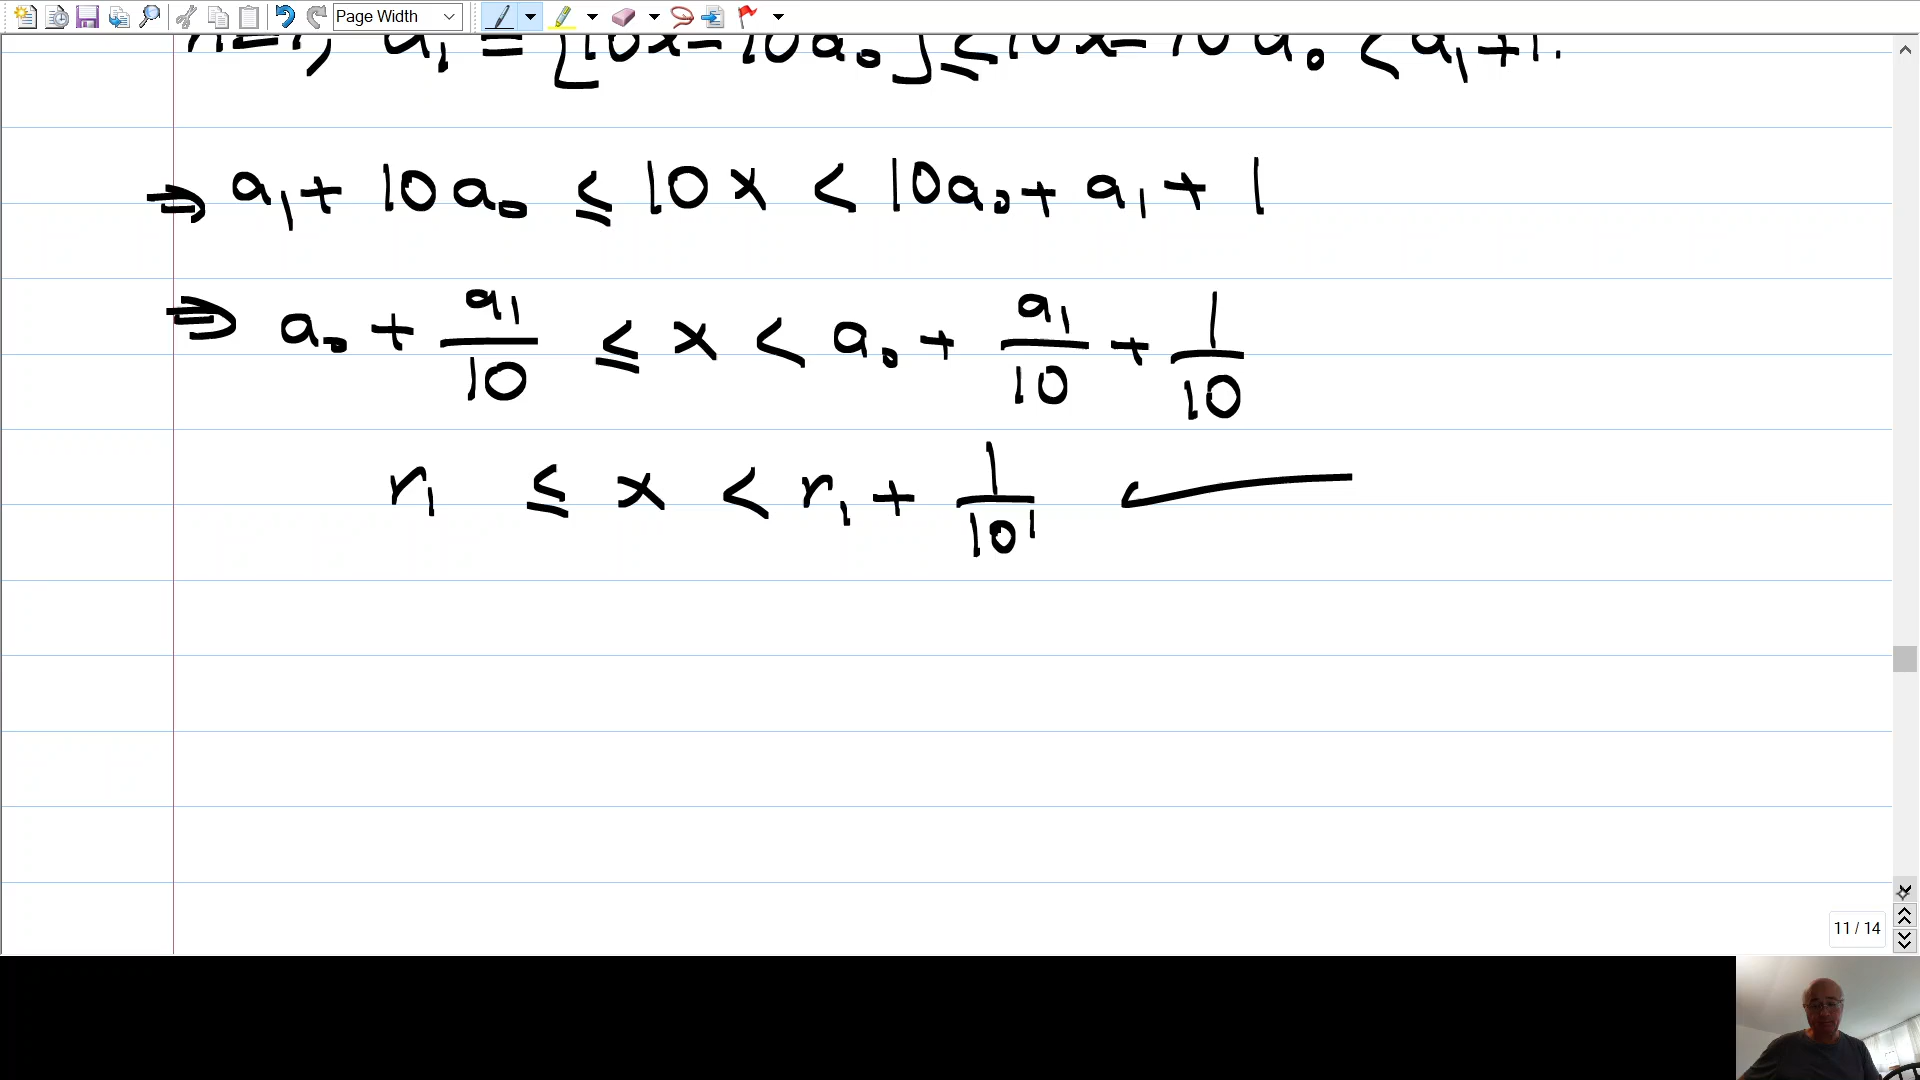 Page Width
n=1, a₁ = [10x-10a₀] ≤ 10x-10a₀ < a₁+1.
⇒ a₁ + 10a₀ ≤ 10x < 10a₀ + a₁ + 1
⇒ a₀ + a₁/10 ≤ x < a₀ + a₁/10 + 1/10
r₁ ≤ x < r₁ + 1/10¹
11 / 14